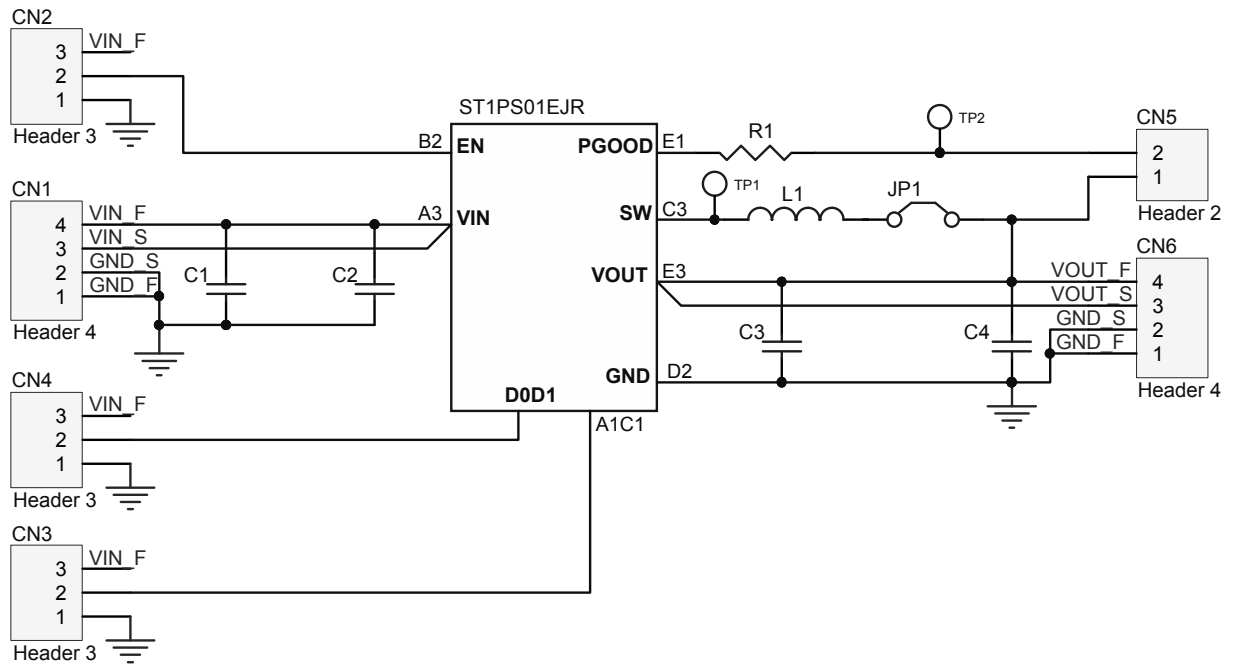 CN2
3 VIN_F
2
1
Header 3
ST1PS01EJR
B2 EN
PGOOD E1
R1
TP2
CN5
2
1
Header 2
CN1
4 VIN_F
3 VIN_S
2 GND_S
1 GND_F
Header 4
C1
C2
A3 VIN
SW C3
TP1
L1
JP1
VOUT E3
CN6
VOUT_F 4
VOUT_S 3
GND_S 2
GND_F 1
Header 4
C3
C4
GND D2
D0D1
A1C1
CN4
3 VIN_F
2
1
Header 3
CN3
3 VIN_F
2
1
Header 3